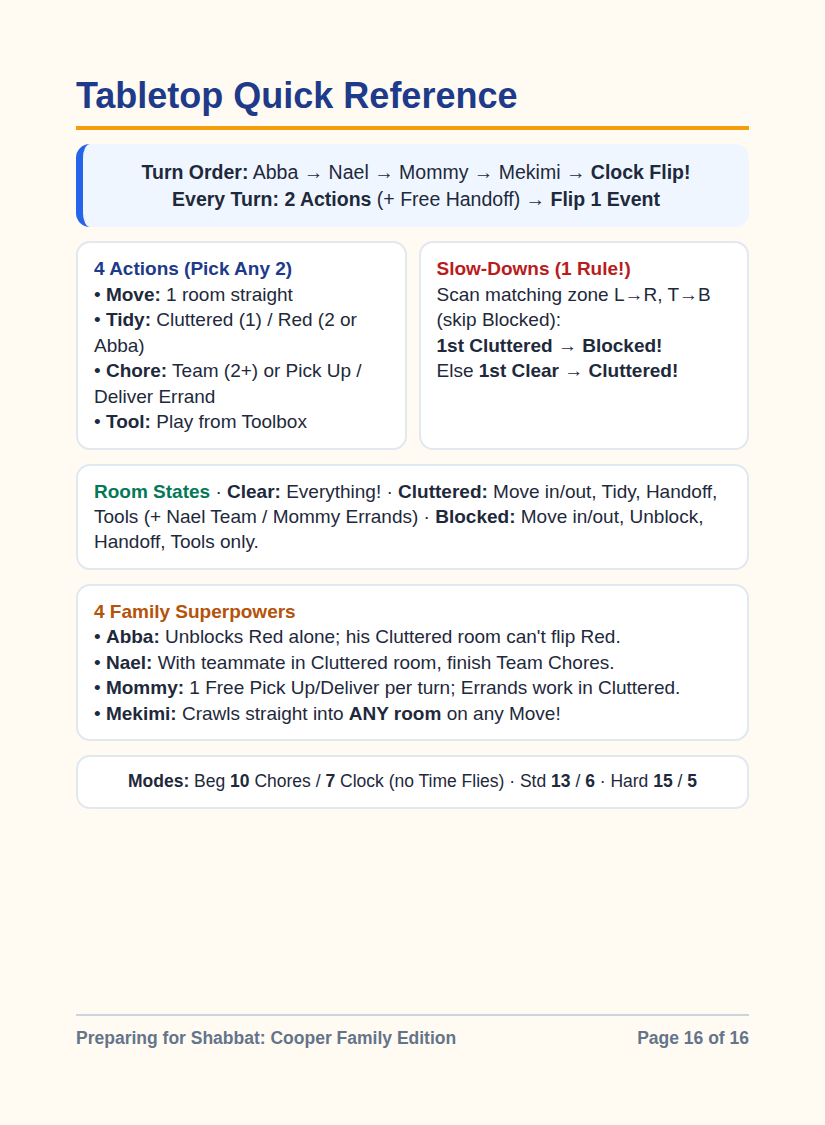 Tabletop Quick Reference
Turn Order: Abba → Nael → Mommy → Mekimi → Clock Flip!
Every Turn: 2 Actions (+ Free Handoff) → Flip 1 Event
4 Actions (Pick Any 2)
• Move: 1 room straight
• Tidy: Cluttered (1) / Red (2 or
Abba)
• Chore: Team (2+) or Pick Up /
Deliver Errand
• Tool: Play from Toolbox
Slow-Downs (1 Rule!)
Scan matching zone L→R, T→B
(skip Blocked):
1st Cluttered → Blocked!
Else 1st Clear → Cluttered!
Room States · Clear: Everything! · Cluttered: Move in/out, Tidy, Handoff,
Tools (+ Nael Team / Mommy Errands) · Blocked: Move in/out, Unblock,
Handoff, Tools only.
4 Family Superpowers
• Abba: Unblocks Red alone; his Cluttered room can't flip Red.
• Nael: With teammate in Cluttered room, finish Team Chores.
• Mommy: 1 Free Pick Up/Deliver per turn; Errands work in Cluttered.
• Mekimi: Crawls straight into ANY room on any Move!
Modes: Beg 10 Chores / 7 Clock (no Time Flies) · Std 13 / 6 · Hard 15 / 5
Preparing for Shabbat: Cooper Family Edition
Page 16 of 16